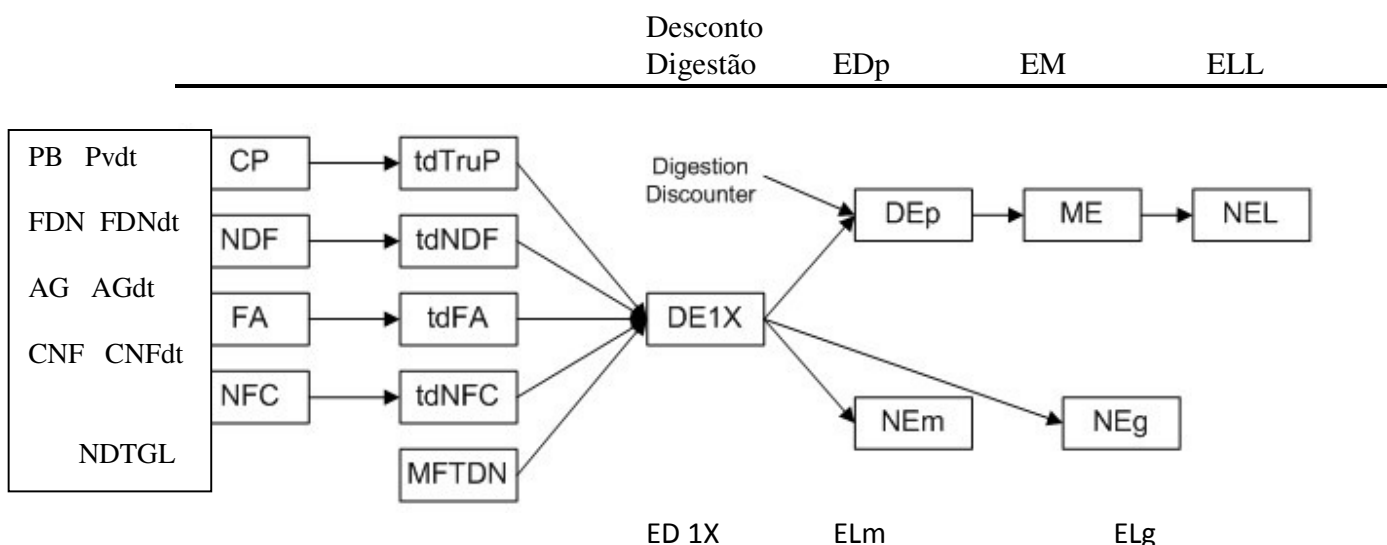 Desconto
Digestão EDp EM ELL
PB Pvdt
CP
tdTruP
Digestion
Discounter
DEp
ME
NEL
FDN FDNdt
NDF
tdNDF
AG AGdt
FA
tdFA
DE1X
CNF CNFdt
NFC
tdNFC
NEm
NEg
NDTGL
MFTDN
ED 1X ELm ELg